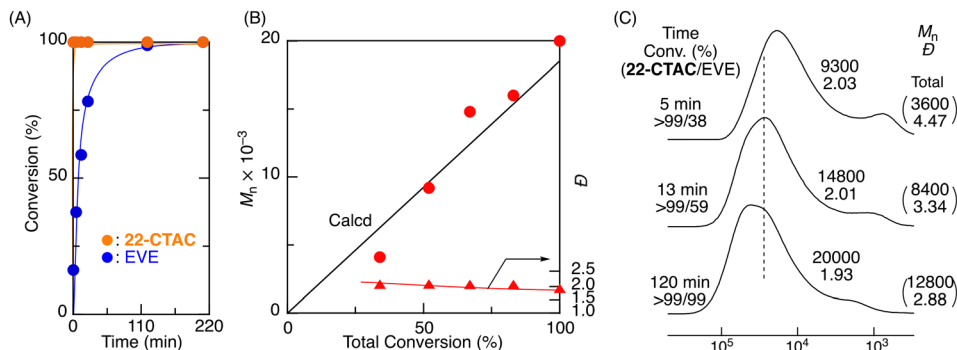 (A)
100
50
0
Conversion (%)
0
110
220
Time (min)
: 22-CTAC
: EVE
(B)
20
10
0
Mn × 10−3
Calcd
2.5
2.0
1.5
1.0
Đ
0
50
100
Total Conversion (%)
(C)
Time
Conv. (%)
(22-CTAC/EVE)
Mn
Đ
Total
5 min
>99/38
9300
2.03
(3600
4.47)
13 min
>99/59
14800
2.01
(8400
3.34)
120 min
>99/99
20000
1.93
(12800
2.88)
10⁵
10⁴
10³